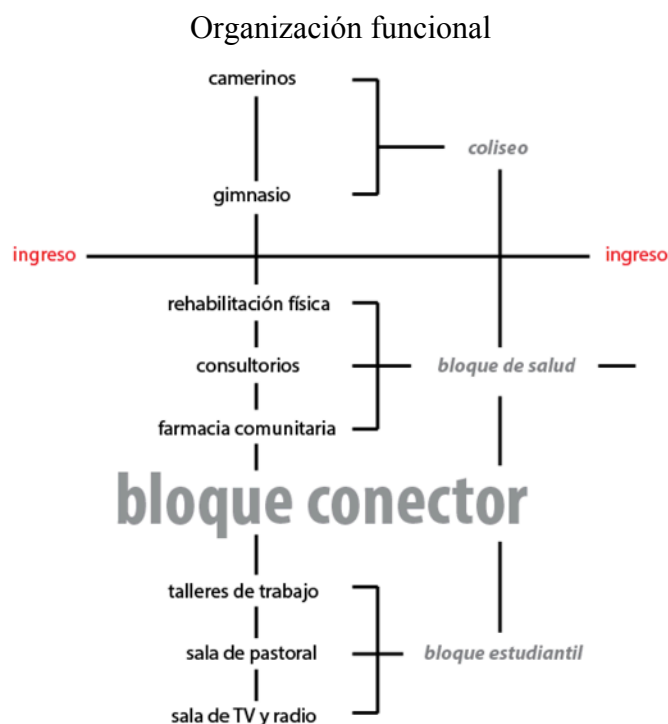 Organización funcional
camerinos
coliseo
gimnasio
ingreso
ingreso
rehabilitación física
consultorios
bloque de salud
farmacia comunitaria
bloque conector
talleres de trabajo
sala de pastoral
bloque estudiantil
sala de TV y radio